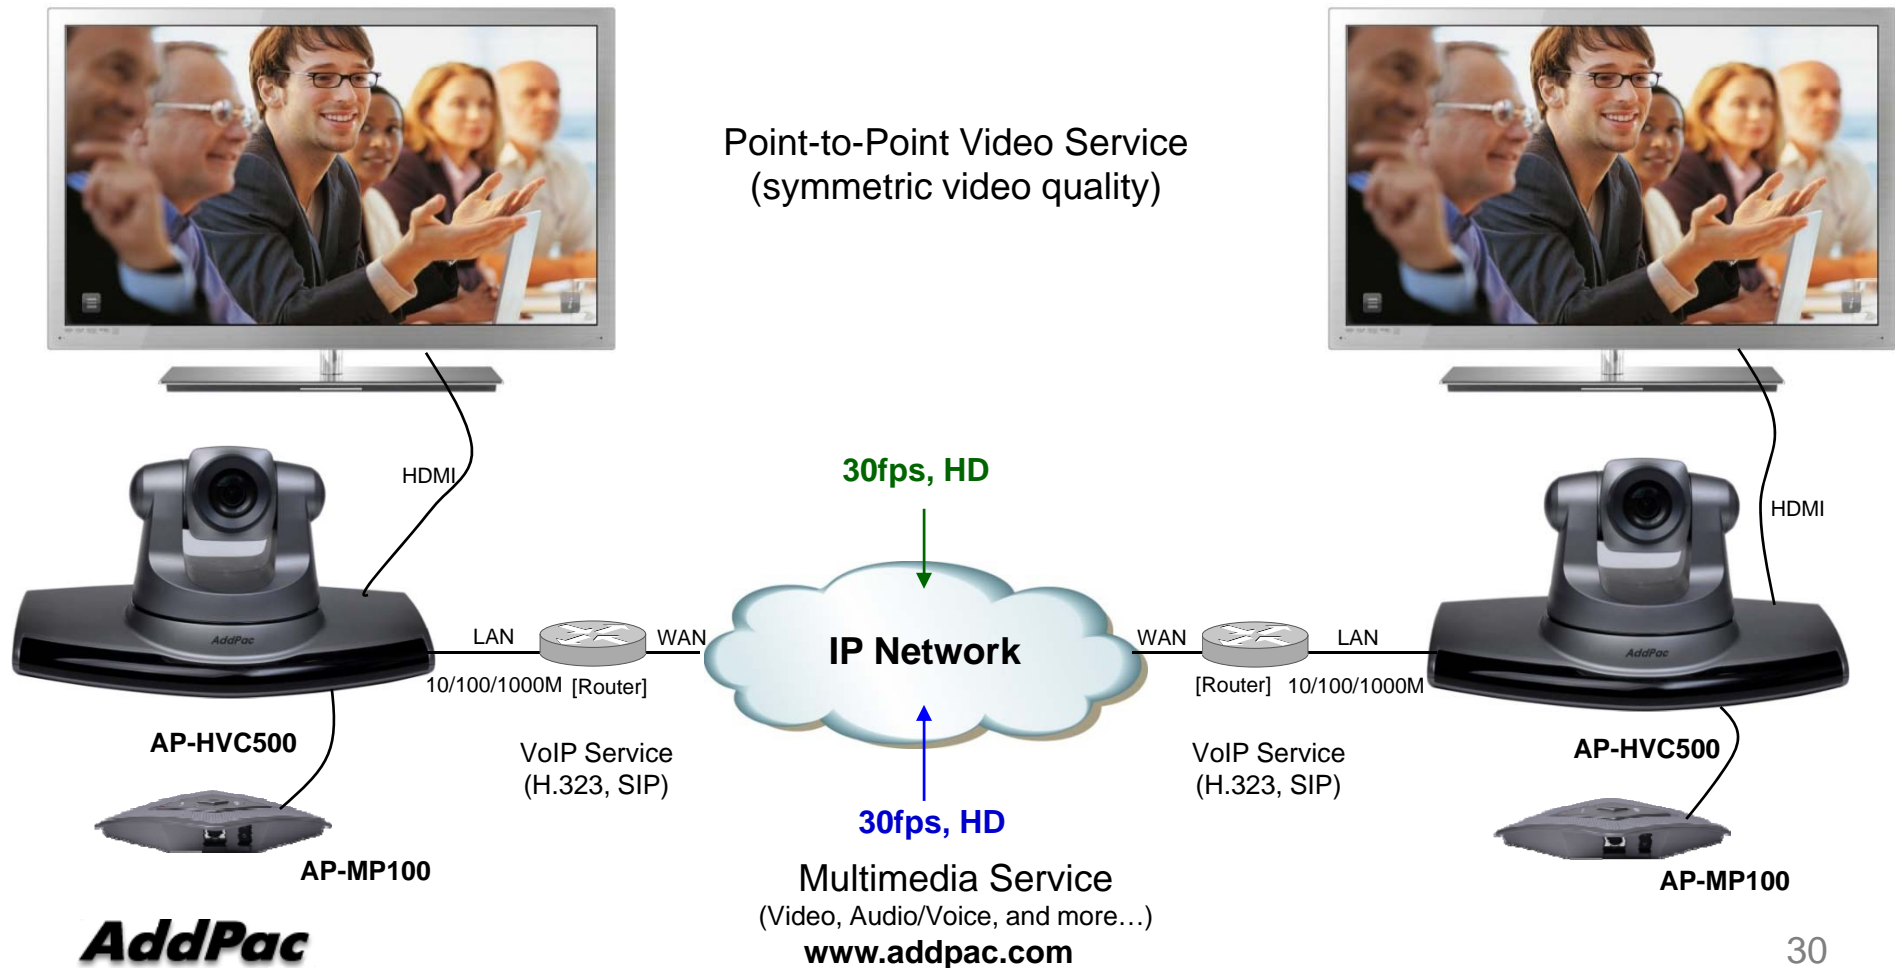 Point-to-Point Video Service
(symmetric video quality)
HDMI
30fps, HD
HDMI
AddPac
LAN
WAN
IP Network
WAN
LAN
AddPac
10/100/1000M
[Router]
[Router]
10/100/1000M
AP-HVC500
VoIP Service
(H.323, SIP)
VoIP Service
(H.323, SIP)
AP-HVC500
30fps, HD
AP-MP100
Multimedia Service
AP-MP100
(Video, Audio/Voice, and more…)
AddPac
www.addpac.com
30